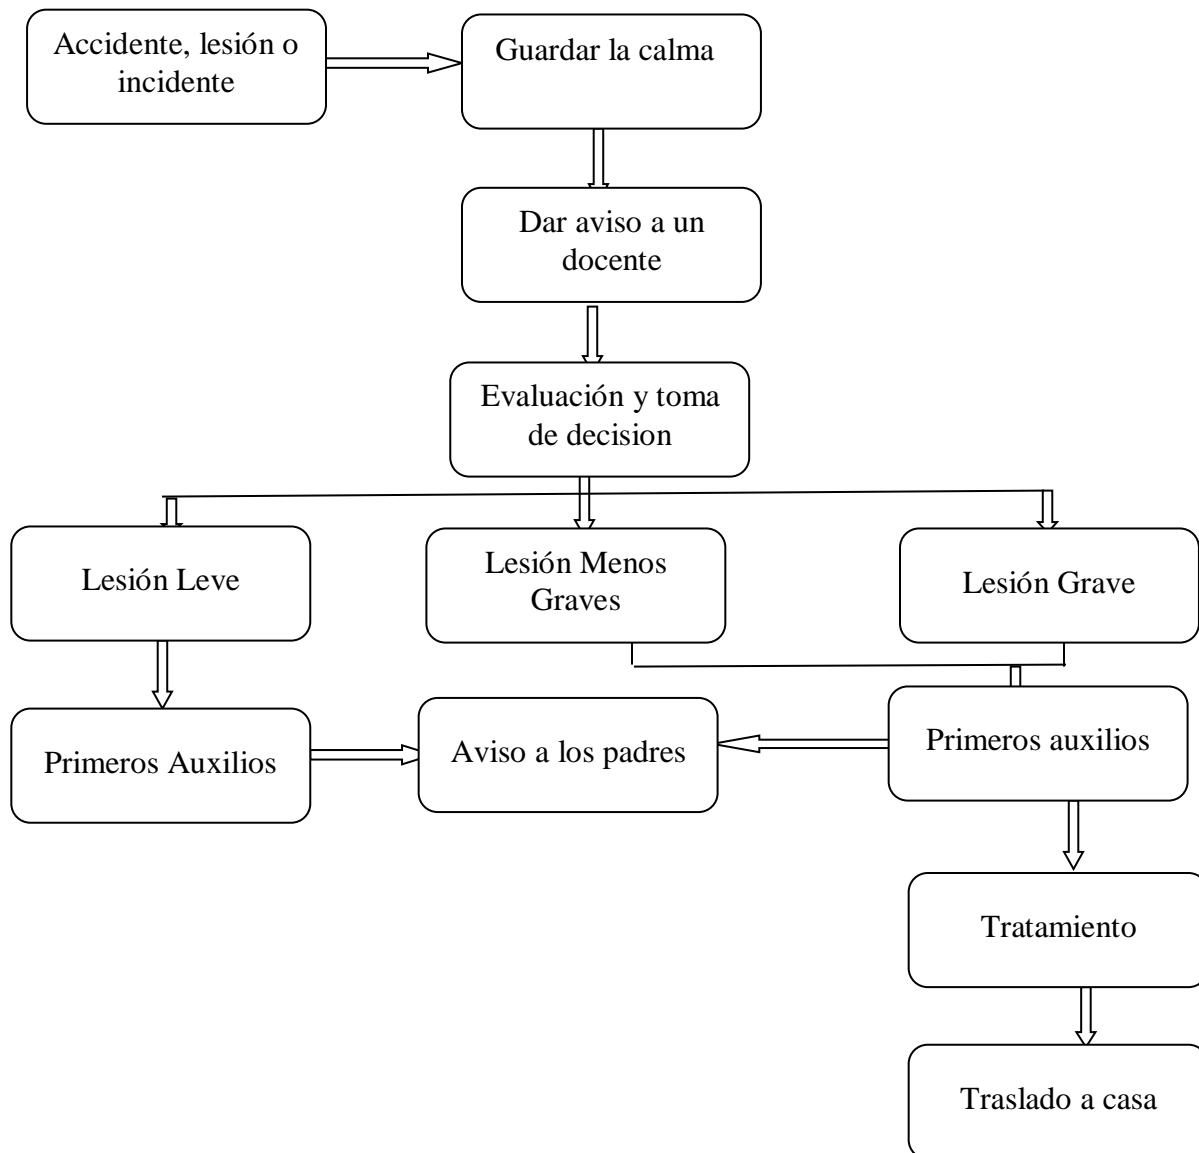 Accidente, lesión o
incidente
Guardar la calma
Dar aviso a un
docente
Evaluación y toma
de decision
Lesión Leve
Lesión Menos
Graves
Lesión Grave
Primeros Auxilios
Aviso a los padres
Primeros auxilios
Tratamiento
Traslado a casa